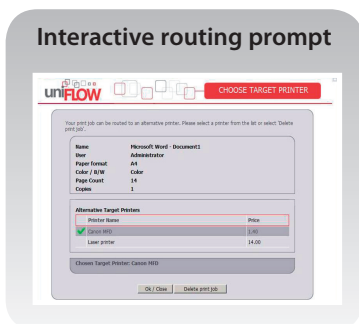 Interactive routing prompt
uniFLOW
CHOOSE TARGET PRINTER
Your print job can be routed to an alternative printer. Please select a printer from the list or select 'Delete
print job'.
Name Microsoft Word - Document1
User Administrator
Paper format A4
Color / B/W Color
Page Count 14
Copies 1
Alternative Target Printers
Printer Name Price
Canon MFD 1.40
Laser printer 14.00
Chosen Target Printer: Canon MFD
Ok / Close Delete print job